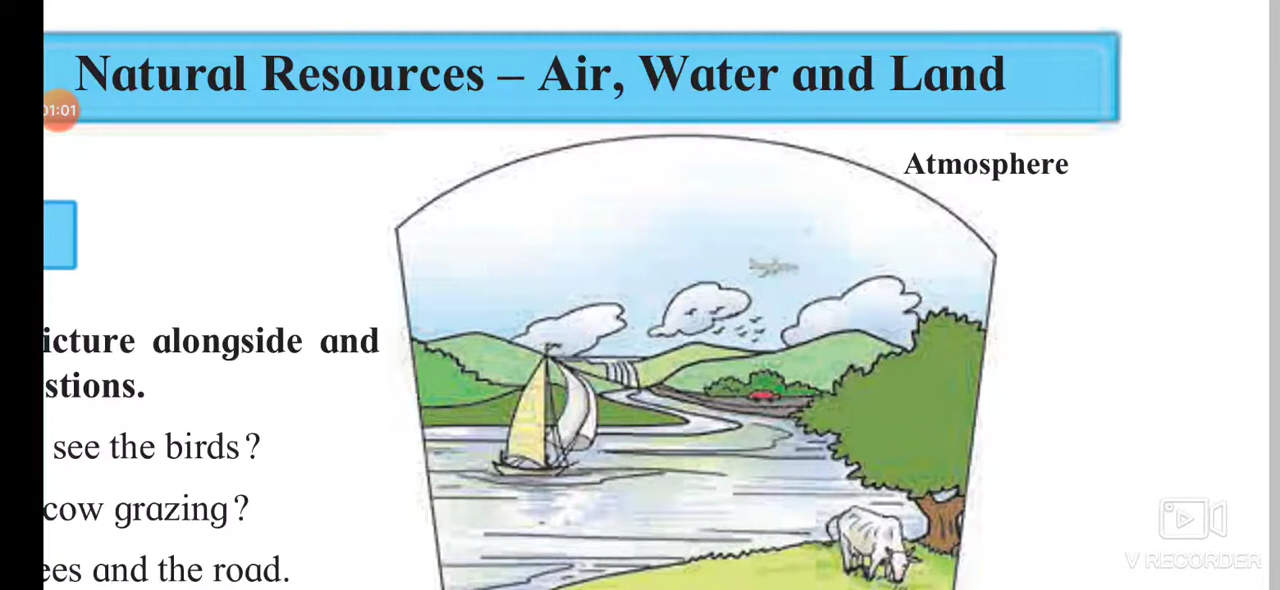 Natural Resources – Air, Water and Land
01:01
Atmosphere
icture alongside and
stions.
see the birds?
cow grazing?
ees and the road.
V RECORDER